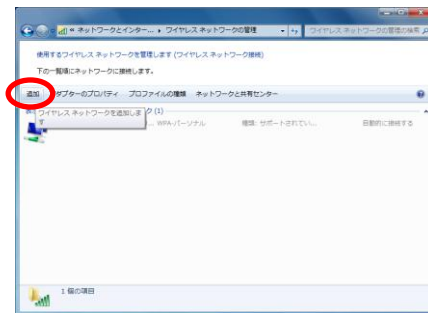 « ネットワークとインター... ▸ ワイヤレス ネットワークの管理
ワイヤレス ネットワークの管理の検索
使用するワイヤレス ネットワークを管理します (ワイヤレス ネットワーク接続)
下の一覧順にネットワークに接続します。
追加 アダプターのプロパティ プロファイルの種類 ネットワークと共有センター
ク (1)
ワイヤレス ネットワークを追加します
WPA-パーソナル 種類: サポートされてい... 自動的に接続する
1 個の項目